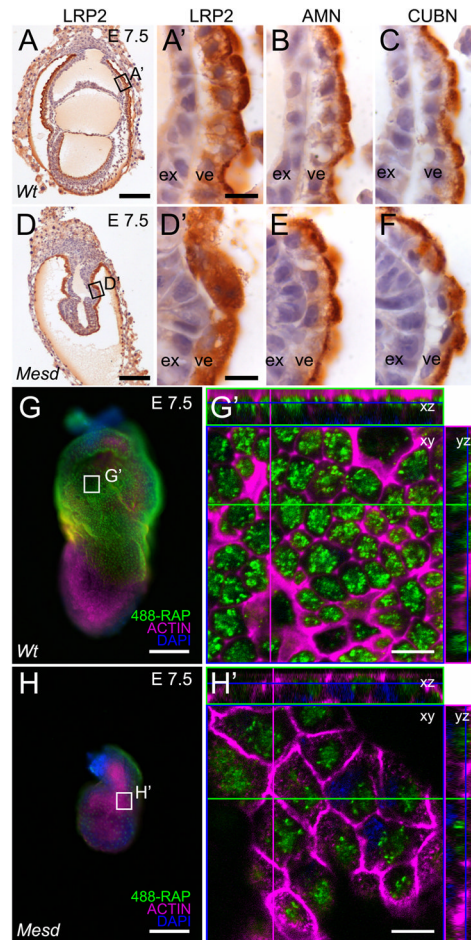 LRP2 LRP2 AMN CUBN
A E 7.5 A' B C
A'
Wt ex ve ex ve ex ve
D E 7.5 D' E F
D'
Mesd ex ve ex ve ex ve
G E 7.5 G' xz
xy yz
G'
488-RAP
ACTIN
DAPI
Wt
H E 7.5 H' xz
xy yz
H'
488-RAP
ACTIN
DAPI
Mesd